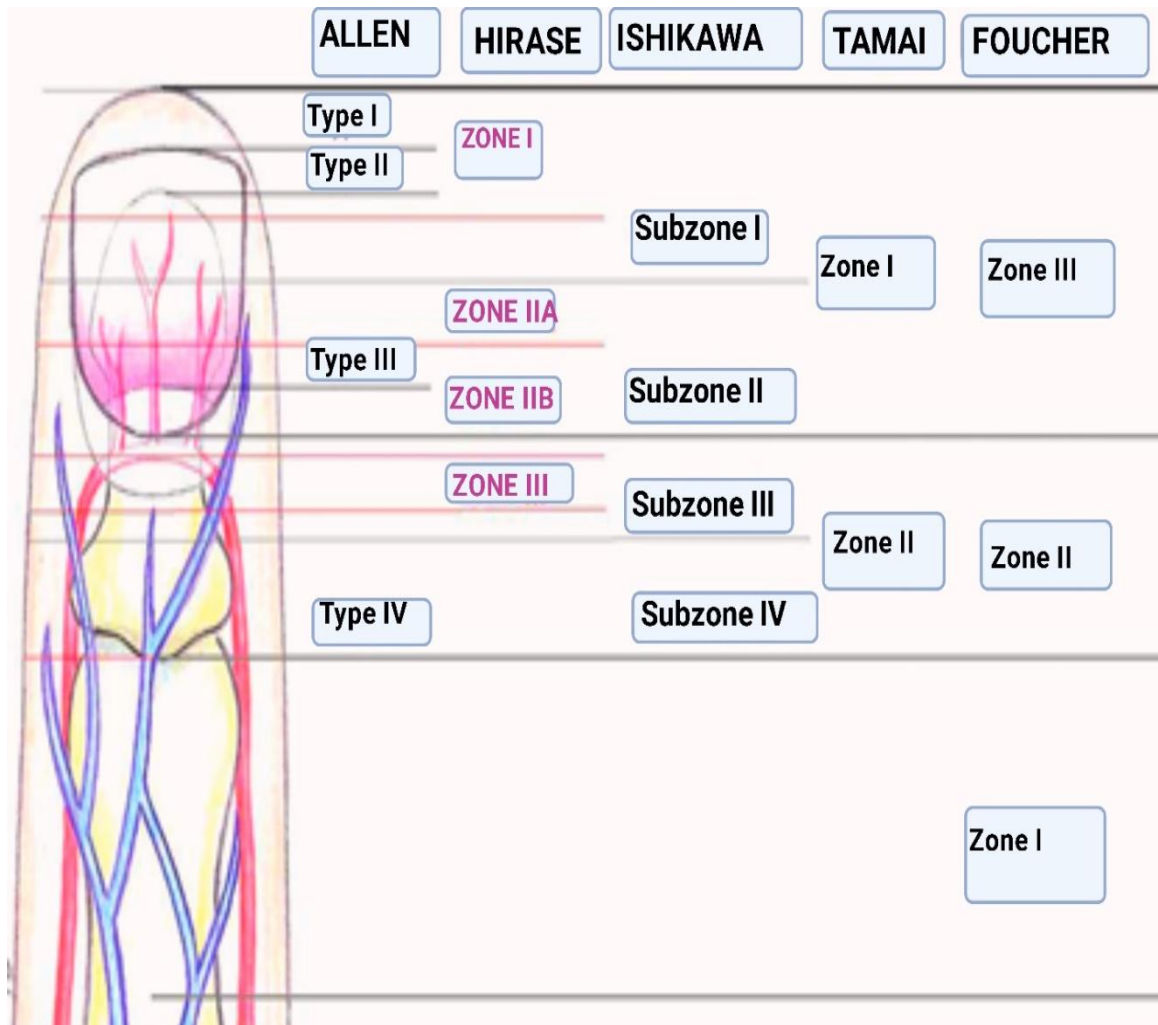 ALLEN
HIRASE
ISHIKAWA
TAMAI
FOUCHER
Type I
ZONE I
Type II
Subzone I
Zone I
Zone III
ZONE IIA
Type III
ZONE IIB
Subzone II
ZONE III
Subzone III
Zone II
Zone II
Type IV
Subzone IV
Zone I